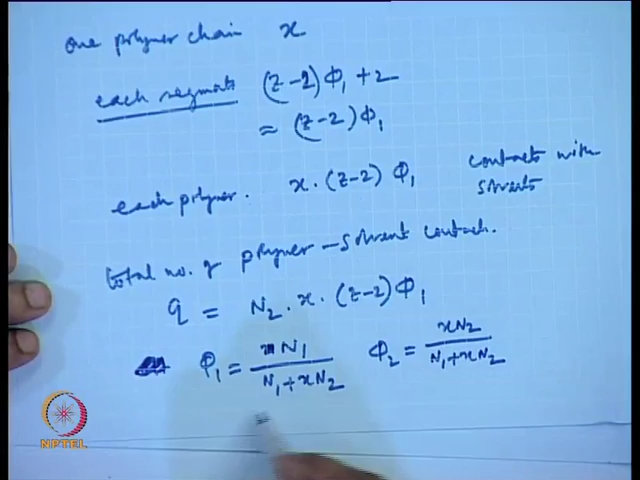 one polymer chain x
each segments (z-2)Φ₁ + 2
= (z-2)Φ₁
each polymer. x·(z-2)Φ₁ contacts with solvents
total no. of polymer-solvent contact.
q = N₂·x·(z-2)Φ₁
Φ₁ = N₁/(N₁+xN₂) Φ₂ = xN₂/(N₁+xN₂)
NPTEL